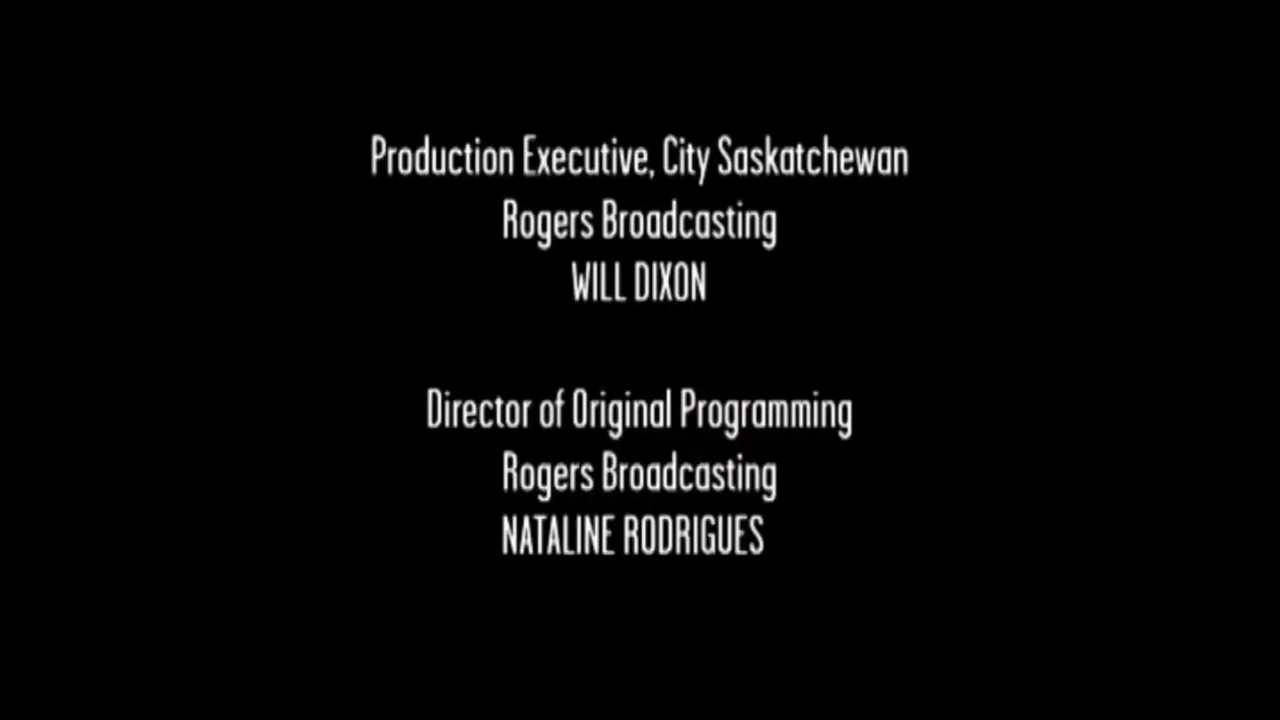 Production Executive, City Saskatchewan
Rogers Broadcasting
WILL DIXON
Director of Original Programming
Rogers Broadcasting
NATALINE RODRIGUES